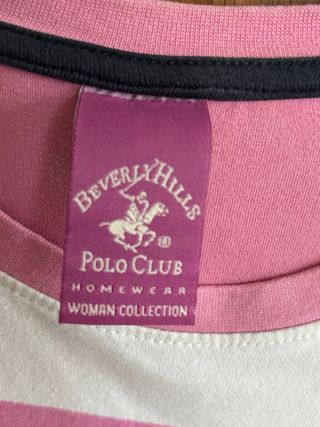 BEVERLY HILLS
POLO CLUB
HOMEWEAR
WOMAN COLLECTION